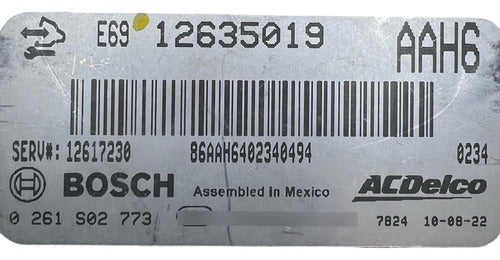 E69 12635019 AAH6
SERV#: 12617230 86AAH6402340494 0234
BOSCH Assembled in Mexico ACDelco
0 261 S02 773 7824 10-08-22